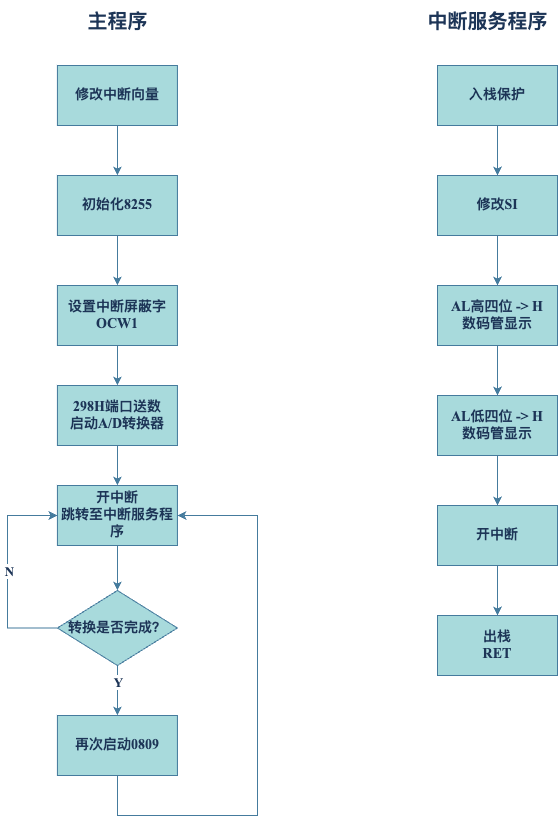 主程序
修改中断向量
初始化8255
设置中断屏蔽字
OCW1
298H端口送数
启动A/D转换器
开中断
跳转至中断服务程
序
N
转换是否完成?
Y
再次启动0809
中断服务程序
入栈保护
修改SI
AL高四位 -> H
数码管显示
AL低四位 -> H
数码管显示
开中断
出栈
RET